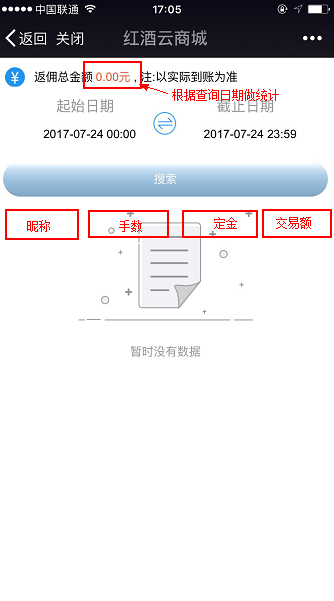 中国联通 17:05
返回 关闭 红酒云商城
返佣总金额 0.00元 , 注:以实际到账为准
根据查询日期做统计
起始日期 截止日期
2017-07-24 00:00 2017-07-24 23:59
搜索
昵称 手数 定金 交易额
暂时没有数据